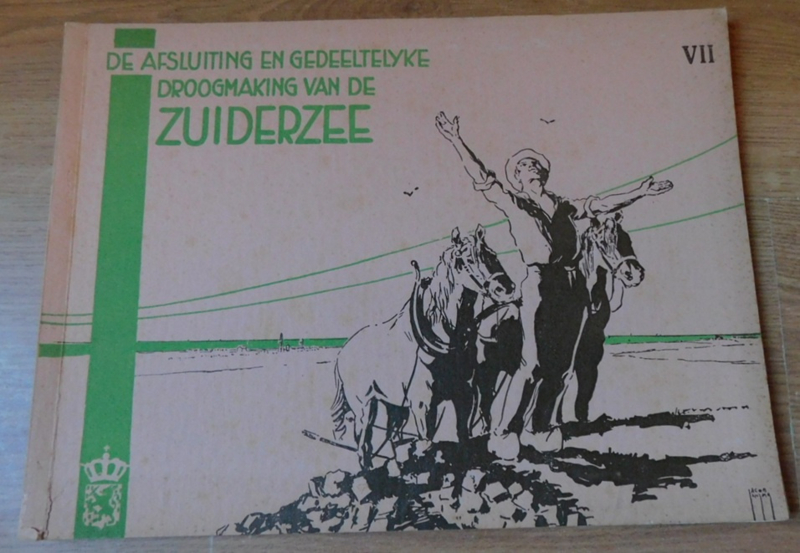 DE AFSLUITING EN GEDEELTELYKE
DROOGMAKING VAN DE
ZUIDERZEE
VII